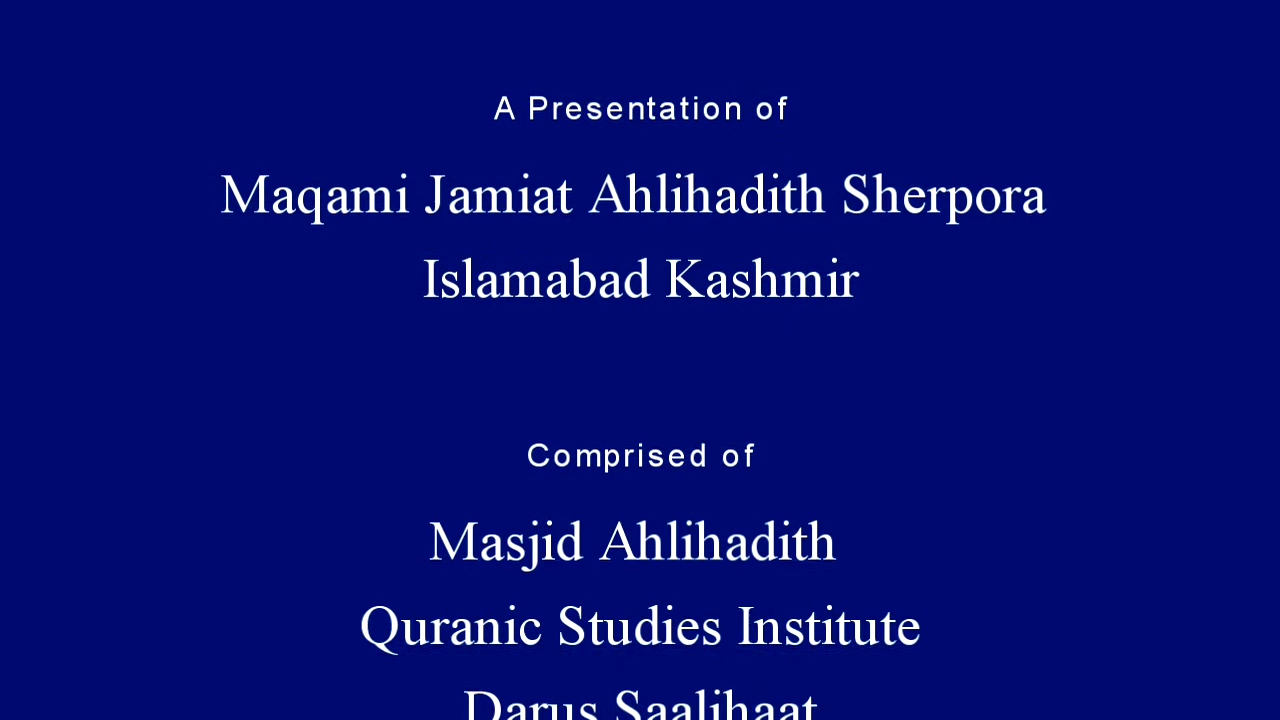 A Presentation of
Maqami Jamiat Ahlihadith Sherpora
Islamabad Kashmir
Comprised of
Masjid Ahlihadith
Quranic Studies Institute
Darus Saalihaat